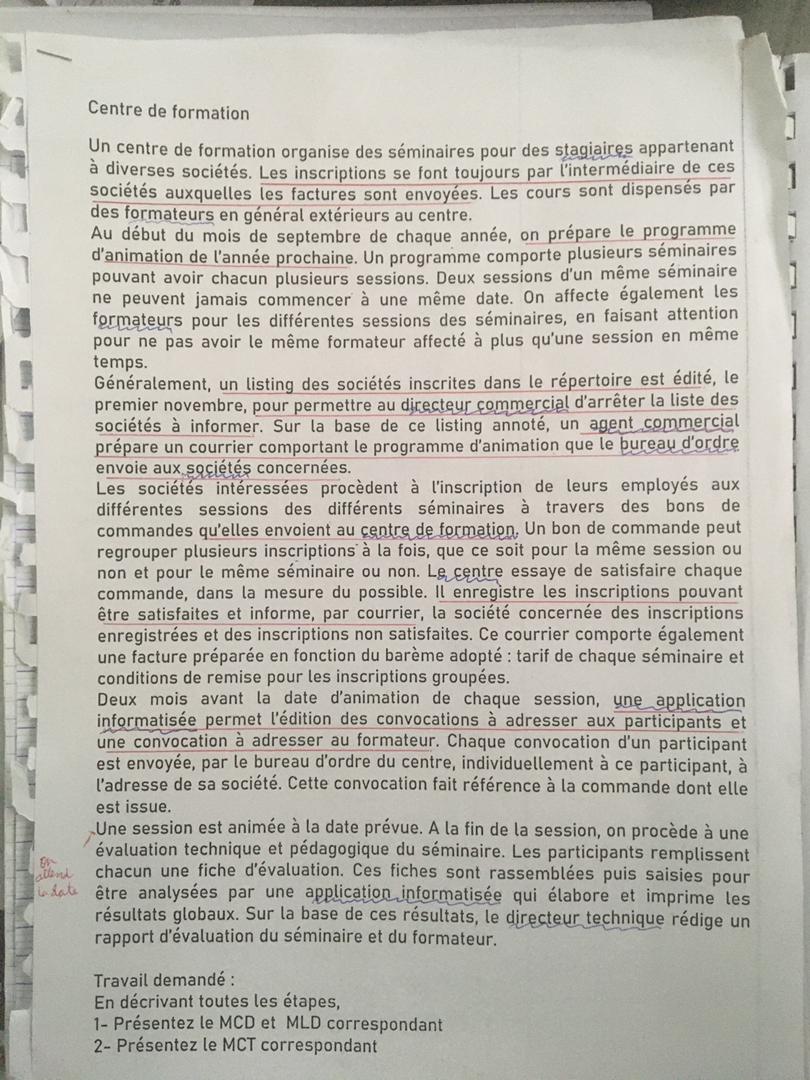 Centre de formation
Un centre de formation organise des séminaires pour des stagiaires appartenant
à diverses sociétés. Les inscriptions se font toujours par l'intermédiaire de ces
sociétés auxquelles les factures sont envoyées. Les cours sont dispensés par
des formateurs en général extérieurs au centre.
Au début du mois de septembre de chaque année, on prépare le programme
d'animation de l'année prochaine. Un programme comporte plusieurs séminaires
pouvant avoir chacun plusieurs sessions. Deux sessions d'un même séminaire
ne peuvent jamais commencer à une même date. On affecte également les
formateurs pour les différentes sessions des séminaires, en faisant attention
pour ne pas avoir le même formateur affecté à plus qu'une session en même
temps.
Généralement, un listing des sociétés inscrites dans le répertoire est édité, le
premier novembre, pour permettre au directeur commercial d'arrêter la liste des
sociétés à informer. Sur la base de ce listing annoté, un agent commercial
prépare un courrier comportant le programme d'animation que le bureau d'ordre
envoie aux sociétés concernées.
Les sociétés intéressées procèdent à l'inscription de leurs employés aux
différentes sessions des différents séminaires à travers des bons de
commandes qu'elles envoient au centre de formation. Un bon de commande peut
regrouper plusieurs inscriptions à la fois, que ce soit pour la même session ou
non et pour le même séminaire ou non. Le centre essaye de satisfaire chaque
commande, dans la mesure du possible. Il enregistre les inscriptions pouvant
être satisfaites et informe, par courrier, la société concernée des inscriptions
enregistrées et des inscriptions non satisfaites. Ce courrier comporte également
une facture préparée en fonction du barème adopté : tarif de chaque séminaire et
conditions de remise pour les inscriptions groupées.
Deux mois avant la date d'animation de chaque session, une application
informatisée permet l'édition des convocations à adresser aux participants et
une convocation à adresser au formateur. Chaque convocation d'un participant
est envoyée, par le bureau d'ordre du centre, individuellement à ce participant, à
l'adresse de sa société. Cette convocation fait référence à la commande dont elle
est issue.
Une session est animée à la date prévue. A la fin de la session, on procède à une
évaluation technique et pédagogique du séminaire. Les participants remplissent
chacun une fiche d'évaluation. Ces fiches sont rassemblées puis saisies pour
être analysées par une application informatisée qui élabore et imprime les
résultats globaux. Sur la base de ces résultats, le directeur technique rédige un
rapport d'évaluation du séminaire et du formateur.
on
attend
la date
Travail demandé :
En décrivant toutes les étapes,
1- Présentez le MCD et MLD correspondant
2- Présentez le MCT correspondant